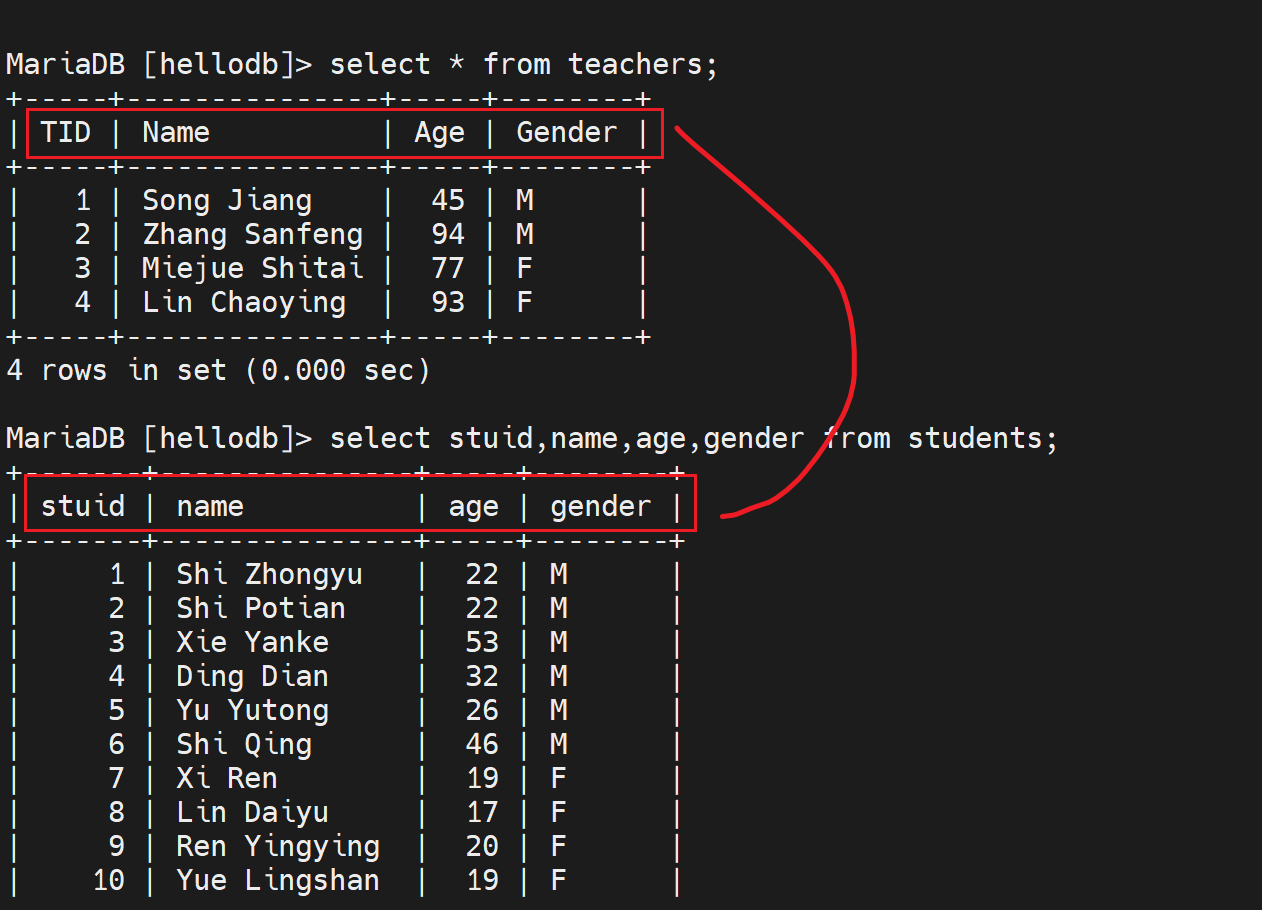 MariaDB [hellodb]> select * from teachers;
+-----+---------------+-----+--------+
| TID | Name          | Age | Gender |
+-----+---------------+-----+--------+
|   1 | Song Jiang    |  45 | M      |
|   2 | Zhang Sanfeng |  94 | M      |
|   3 | Miejue Shitai |  77 | F      |
|   4 | Lin Chaoying  |  93 | F      |
+-----+---------------+-----+--------+
4 rows in set (0.000 sec)
MariaDB [hellodb]> select stuid,name,age,gender from students;
+-------+---------------+-----+--------+
| stuid | name          | age | gender |
+-------+---------------+-----+--------+
|     1 | Shi Zhongyu   |  22 | M      |
|     2 | Shi Potian    |  22 | M      |
|     3 | Xie Yanke     |  53 | M      |
|     4 | Ding Dian     |  32 | M      |
|     5 | Yu Yutong     |  26 | M      |
|     6 | Shi Qing      |  46 | M      |
|     7 | Xi Ren        |  19 | F      |
|     8 | Lin Daiyu     |  17 | F      |
|     9 | Ren Yingying  |  20 | F      |
|    10 | Yue Lingshan  |  19 | F      |